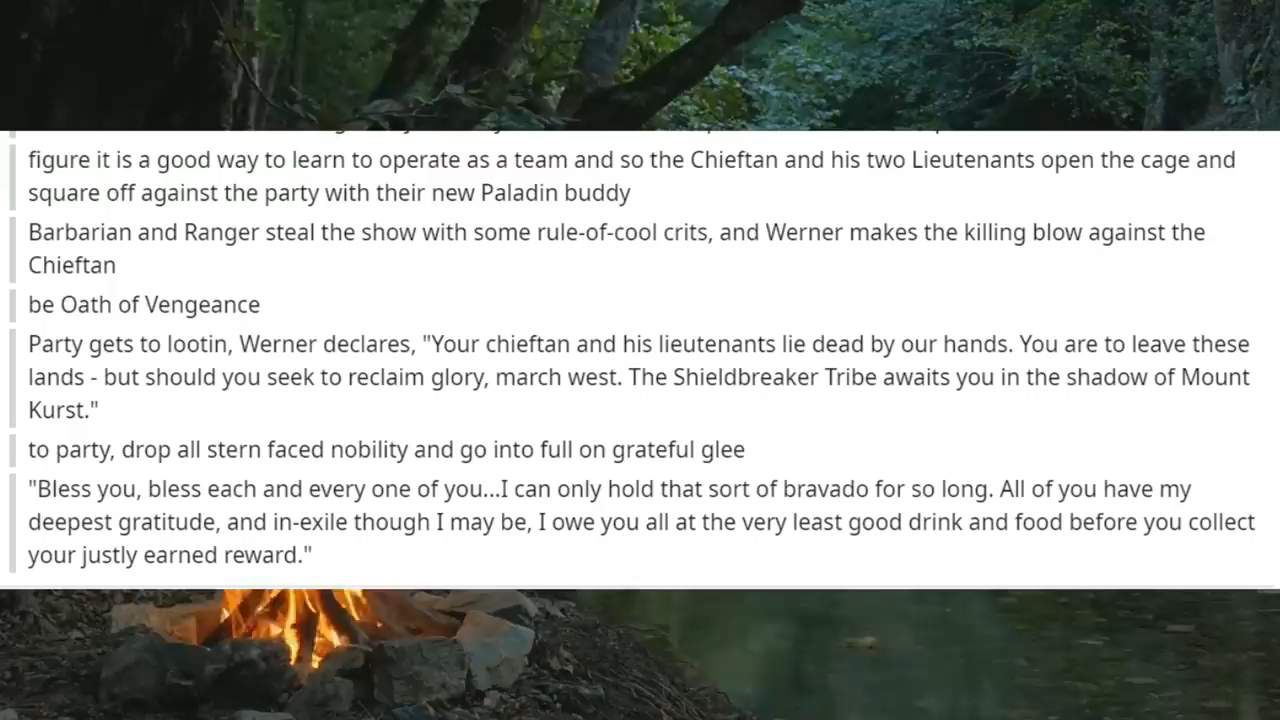 figure it is a good way to learn to operate as a team and so the Chieftan and his two Lieutenants open the cage and
square off against the party with their new Paladin buddy
Barbarian and Ranger steal the show with some rule-of-cool crits, and Werner makes the killing blow against the
Chieftan
be Oath of Vengeance
Party gets to lootin, Werner declares, "Your chieftan and his lieutenants lie dead by our hands. You are to leave these
lands - but should you seek to reclaim glory, march west. The Shieldbreaker Tribe awaits you in the shadow of Mount
Kurst."
to party, drop all stern faced nobility and go into full on grateful glee
"Bless you, bless each and every one of you...I can only hold that sort of bravado for so long. All of you have my
deepest gratitude, and in-exile though I may be, I owe you all at the very least good drink and food before you collect
your justly earned reward."